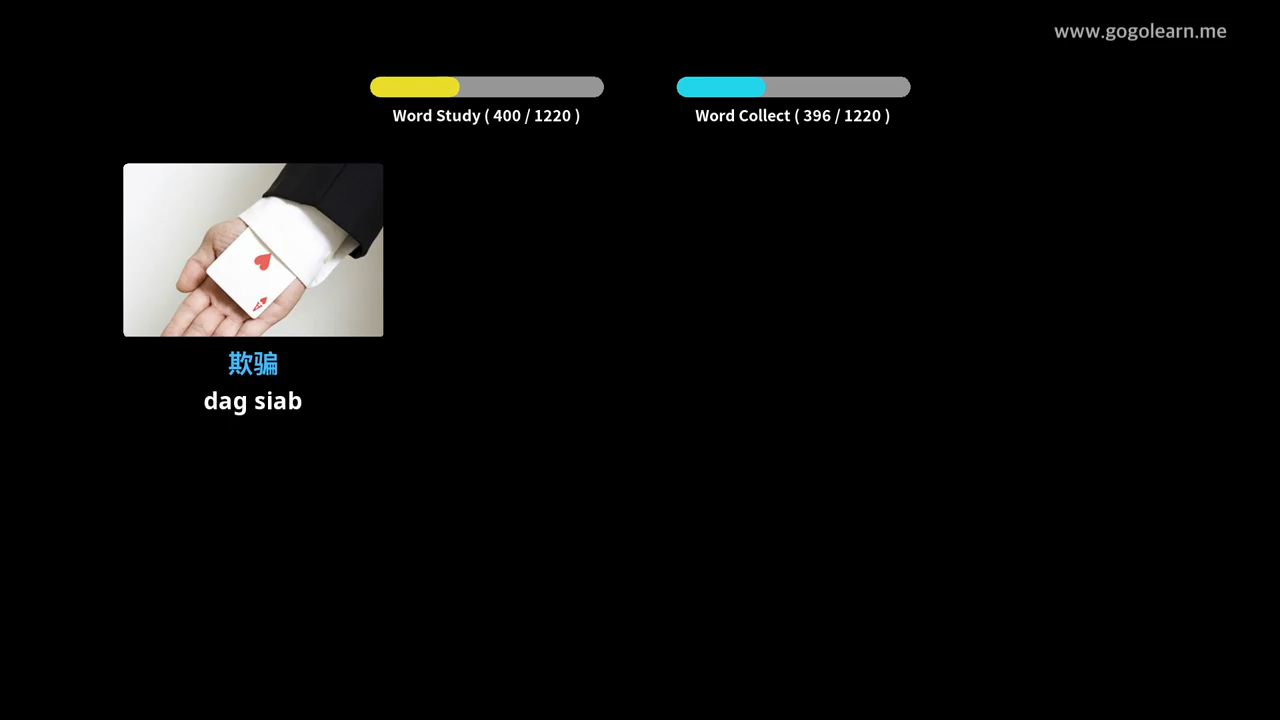 www.gogolearn.me
Word Study ( 400 / 1220 )
Word Collect ( 396 / 1220 )
A
欺骗
dag siab